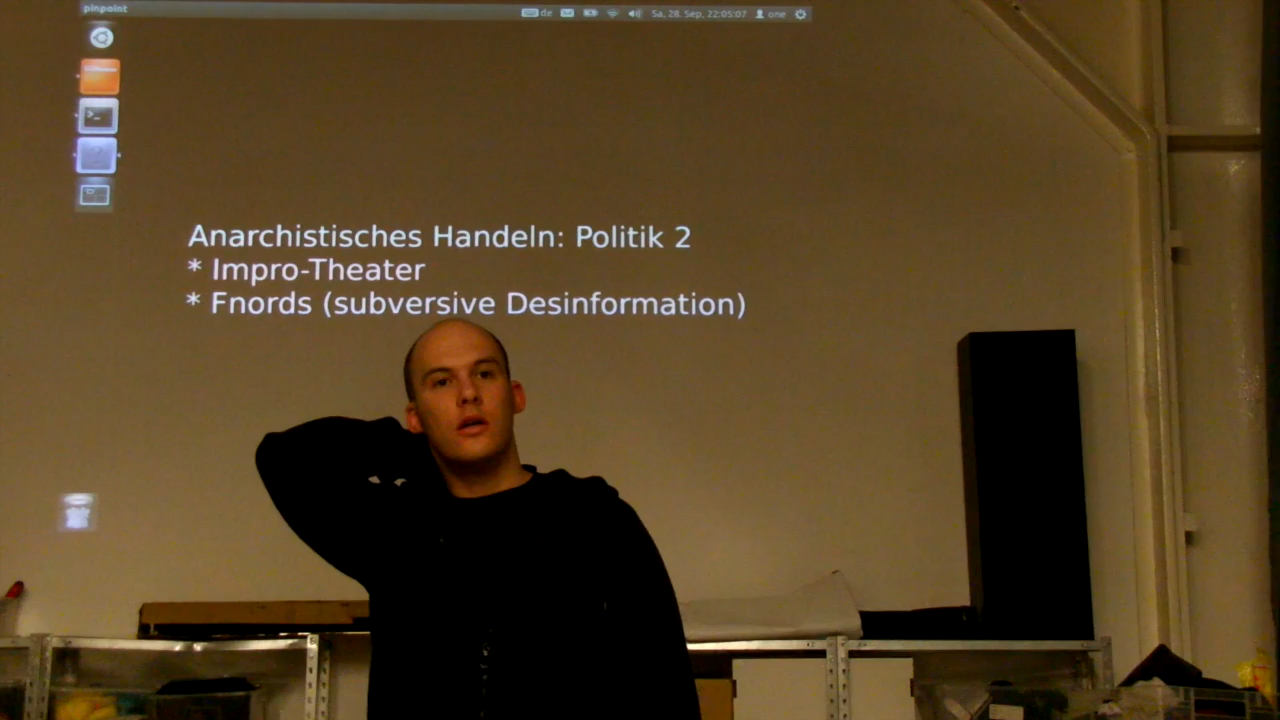 pinpoint
de Sa, 28. Sep, 22:05:07 one
Anarchistisches Handeln: Politik 2
* Impro-Theater
* Fnords (subversive Desinformation)